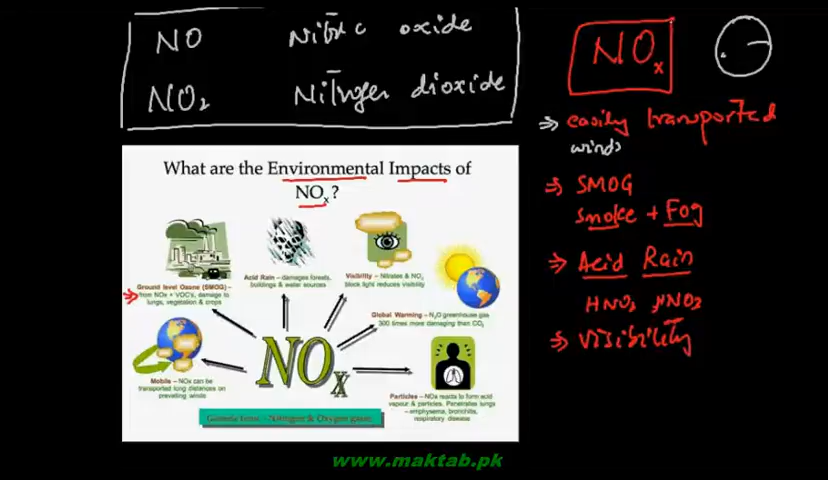 NO Nitric oxide
NO₂ Nitrogen dioxide
NOₓ
⇒ easily transported
winds
⇒ SMOG
smoke + Fog
⇒ Acid Rain
HNO₃, HNO₂
⇒ visibility
What are the Environmental Impacts of
NOₓ?
Ground level Ozone (SMOG) –
from NOx + VOC's, damage to
lungs, vegetation & crops
Acid Rain – damages forests,
buildings & water sources
Visibility – Nitrates & NO₂
block light reduces visibility
Global Warming – N₂O greenhouse gas
300 times more damaging than CO₂
Mobile – NOx can be
transported long distances on
prevailing winds
NOX
Particles – NOx reacts to form acid
vapour & particles. Penetrates lungs
– emphysema, bronchitis,
respiratory disease
– Nitrogen & Oxygen gases
www.maktab.pk